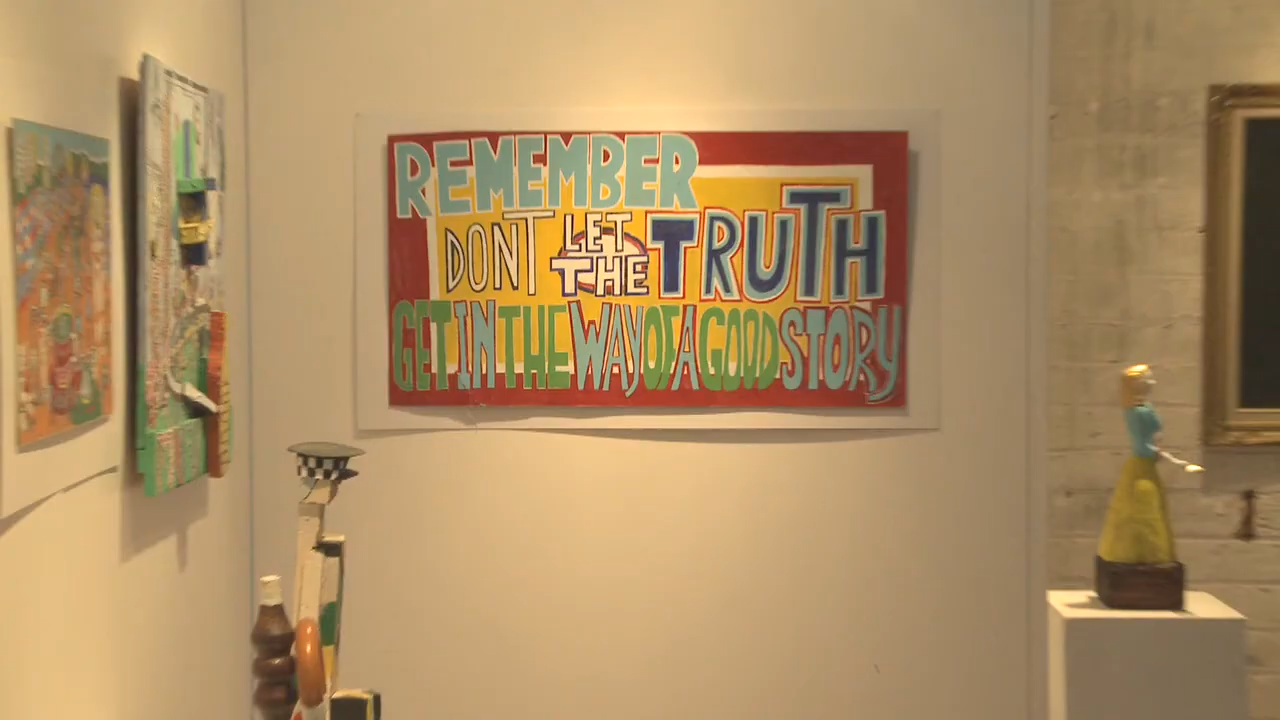 REMEMBER
DONT LET THE TRUTH
GET IN THE WAY OF A GOOD STORY